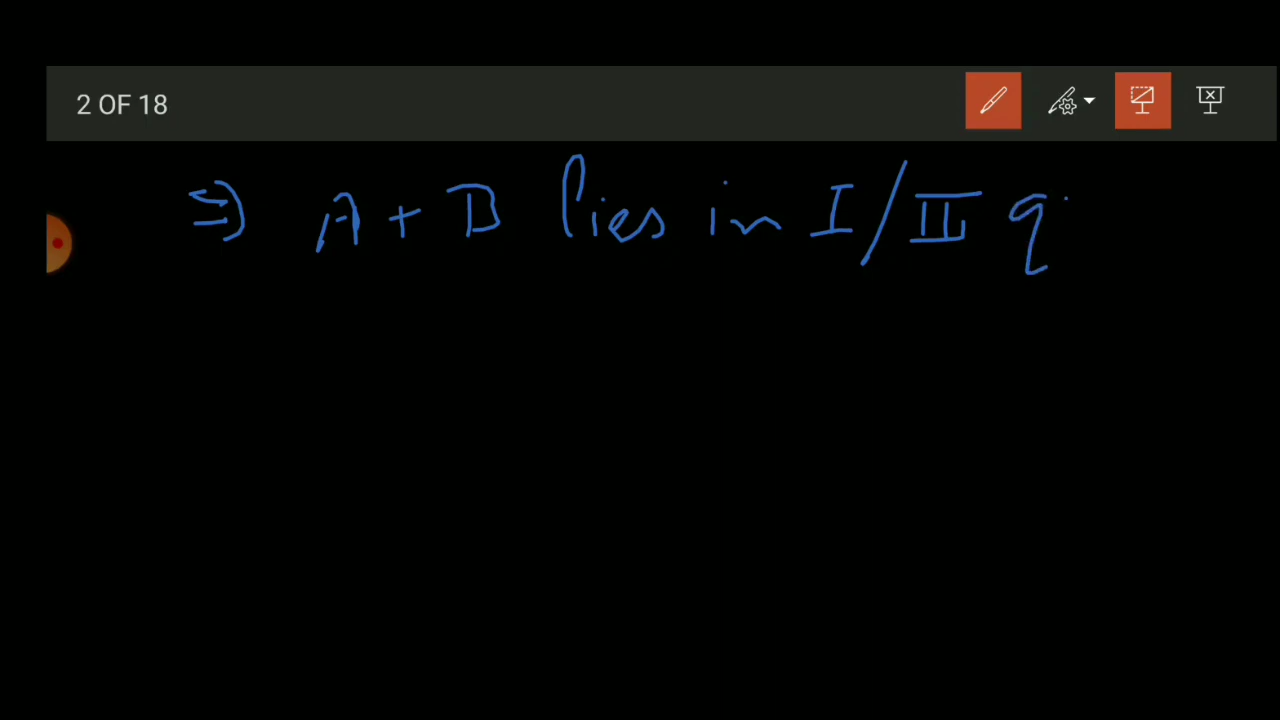 2 OF 18
⇒ A + B lies in I / II q.